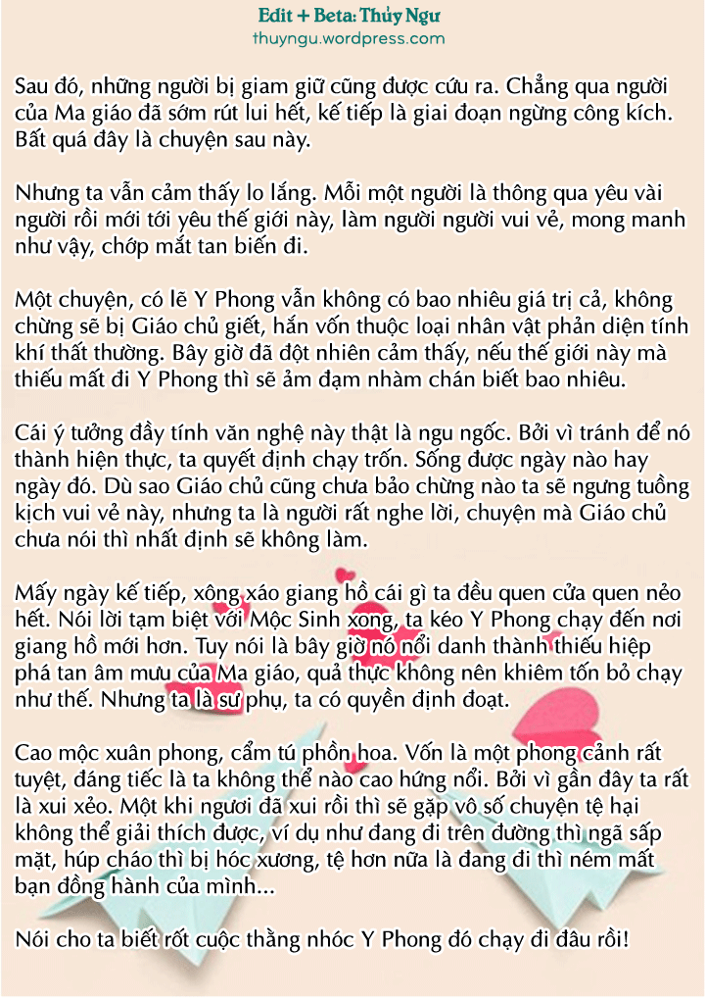 Edit + Beta: Thủy Ngư
thuyngu.wordpress.com
Sau đó, những người bị giam giữ cũng được cứu ra. Chẳng qua người
của Ma giáo đã sớm rút lui hết, kế tiếp là giai đoạn ngừng công kích.
Bất quá đây là chuyện sau này.
Nhưng ta vẫn cảm thấy lo lắng. Mỗi một người là thông qua yêu vài
người rồi mới tới yêu thế giới này, làm người người vui vẻ, mong manh
như vậy, chớp mắt tan biến đi.
Một chuyện, có lẽ Y Phong vẫn không có bao nhiêu giá trị cả, không
chừng sẽ bị Giáo chủ giết, hắn vốn thuộc loại nhân vật phản diện tính
khí thất thường. Bây giờ đã đột nhiên cảm thấy, nếu thế giới này mà
thiếu mất đi Y Phong thì sẽ ảm đạm nhàm chán biết bao nhiêu.
Cái ý tưởng đầy tính văn nghệ này thật là ngu ngốc. Bởi vì tránh để nó
thành hiện thực, ta quyết định chạy trốn. Sống được ngày nào hay
ngày đó. Dù sao Giáo chủ cũng chưa bảo chừng nào ta sẽ ngưng tuồng
kịch vui vẻ này, nhưng ta là người rất nghe lời, chuyện mà Giáo chủ
chưa nói thì nhất định sẽ không làm.
Mấy ngày kế tiếp, xông xáo giang hồ cái gì ta đều quen cửa quen nẻo
hết. Nói lời tạm biệt với Mộc Sinh xong, ta kéo Y Phong chạy đến nơi
giang hồ mới hơn. Tuy nói là bây giờ nó nổi danh thành thiếu hiệp
phá tan âm mưu của Ma giáo, quả thực không nên khiêm tốn bỏ chạy
như thế. Nhưng ta là sư phụ, ta có quyền định đoạt.
Cao mộc xuân phong, cẩm tú phồn hoa. Vốn là một phong cảnh rất
tuyệt, đáng tiếc là ta không thể nào cao hứng nổi. Bởi vì gần đây ta rất
là xui xẻo. Một khi ngươi đã xui rồi thì sẽ gặp vô số chuyện tệ hại
không thể giải thích được, ví dụ như đang đi trên đường thì ngã sấp
mặt, húp cháo thì bị hóc xương, tệ hơn nữa là đang đi thì ném mất
bạn đồng hành của mình...
Nói cho ta biết rốt cuộc thằng nhóc Y Phong đó chạy đi đâu rồi!